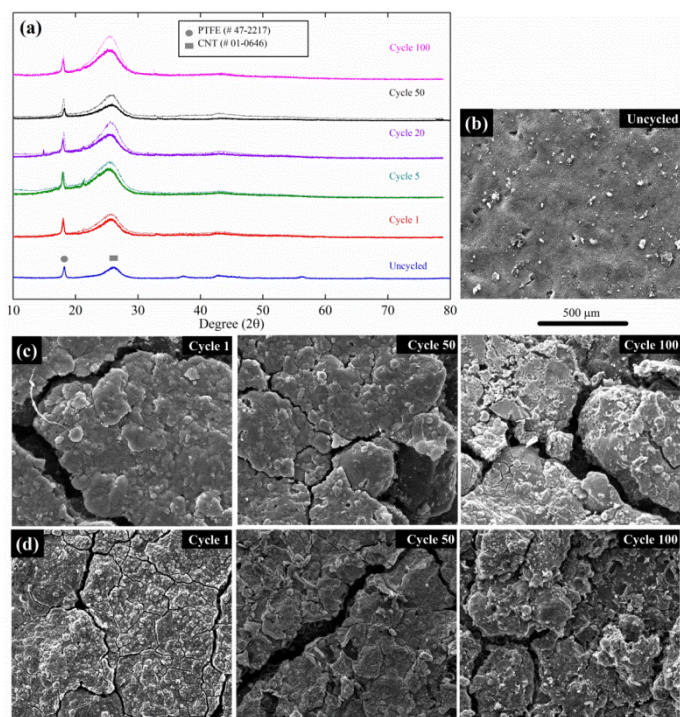 (a)
PTFE (# 47-2217)
CNT (# 01-0646)
Cycle 100
Cycle 50
Cycle 20
Cycle 5
Cycle 1
Uncycled
10 20 30 40 50 60 70 80
Degree (2θ)
(b) Uncycled
500 μm
(c) Cycle 1 Cycle 50 Cycle 100
(d) Cycle 1 Cycle 50 Cycle 100